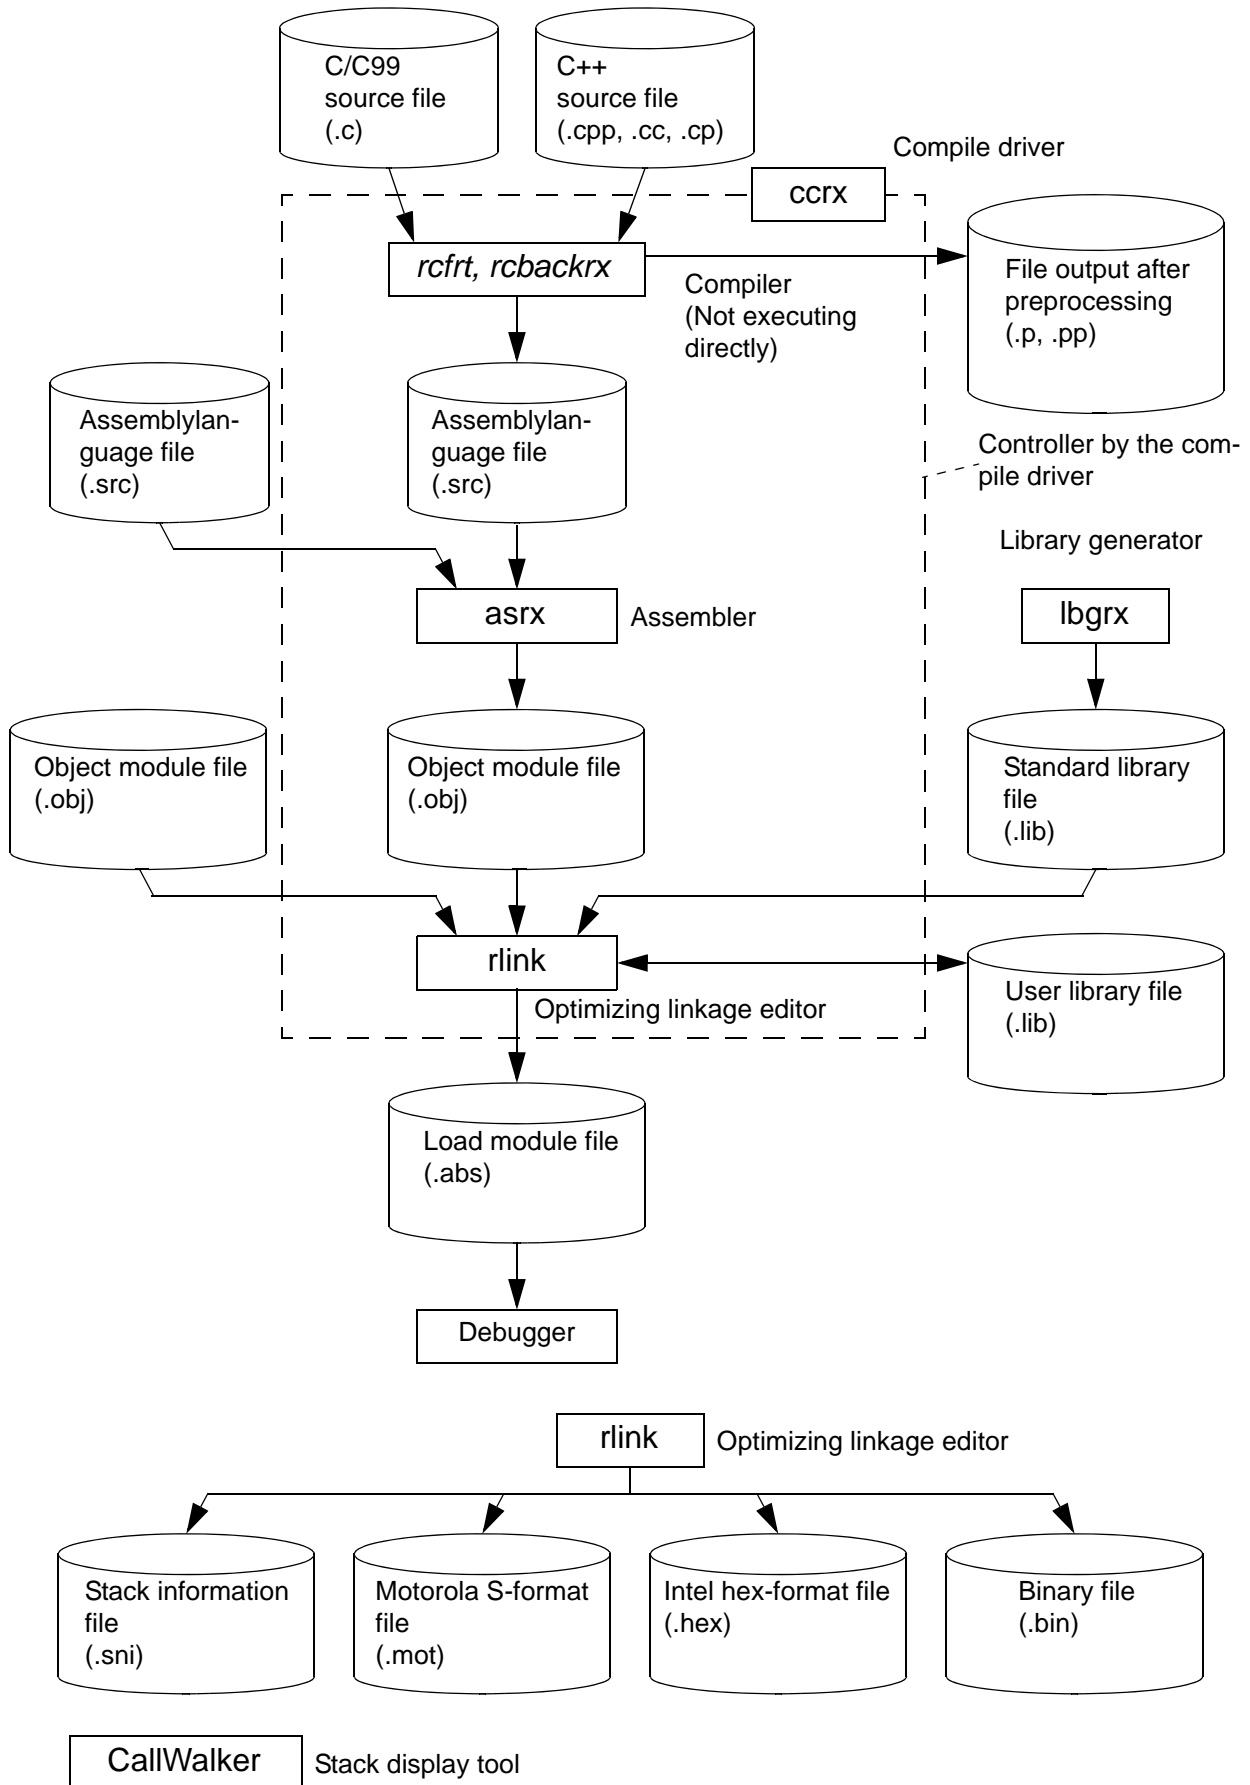 C/C99
source file
(.c)
C++
source file
(.cpp, .cc, .cp)
Compile driver
ccrx
rcfrt, rcbackrx
Compiler
(Not executing
directly)
File output after
preprocessing
(.p, .pp)
Assemblylan-
guage file
(.src)
Assemblylan-
guage file
(.src)
Controller by the com-
pile driver
Library generator
asrx
Assembler
lbgrx
Object module file
(.obj)
Object module file
(.obj)
Standard library
file
(.lib)
rlink
Optimizing linkage editor
User library file
(.lib)
Load module file
(.abs)
Debugger
rlink
Optimizing linkage editor
Stack information
file
(.sni)
Motorola S-format
file
(.mot)
Intel hex-format file
(.hex)
Binary file
(.bin)
CallWalker
Stack display tool